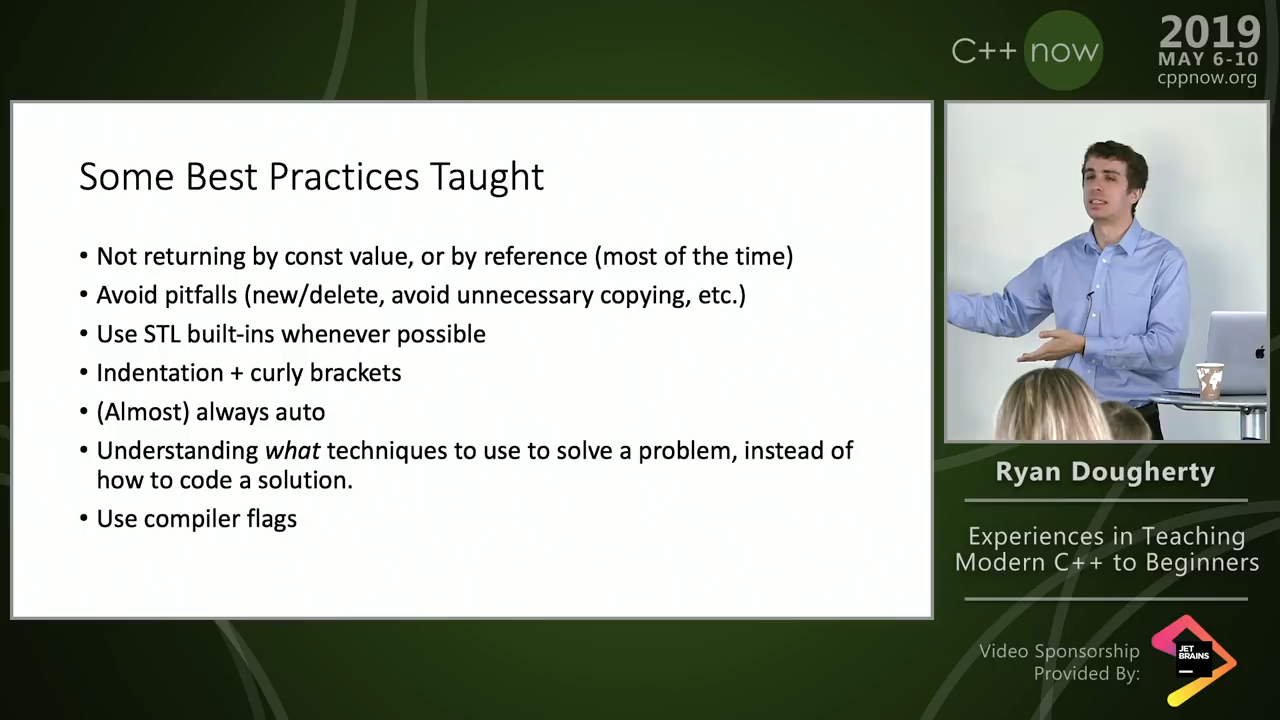 C++ now
2019
MAY 6-10
cppnow.org
Some Best Practices Taught
• Not returning by const value, or by reference (most of the time)
• Avoid pitfalls (new/delete, avoid unnecessary copying, etc.)
• Use STL built-ins whenever possible
• Indentation + curly brackets
• (Almost) always auto
• Understanding what techniques to use to solve a problem, instead of
how to code a solution.
• Use compiler flags
Ryan Dougherty
Experiences in Teaching
Modern C++ to Beginners
Video Sponsorship
Provided By:
JET
BRAINS